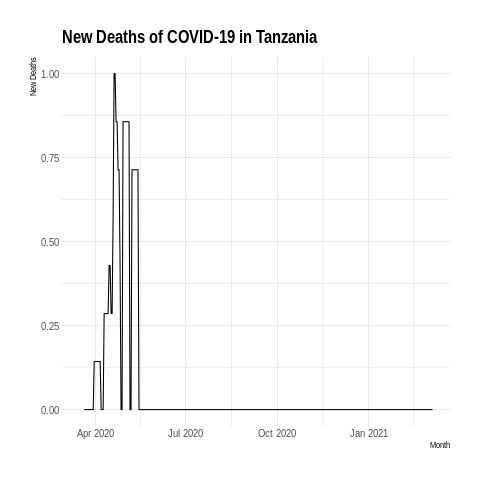 New Deaths of COVID-19 in Tanzania
New Deaths
1.00
0.75
0.50
0.25
0.00
Apr 2020 Jul 2020 Oct 2020 Jan 2021
Month